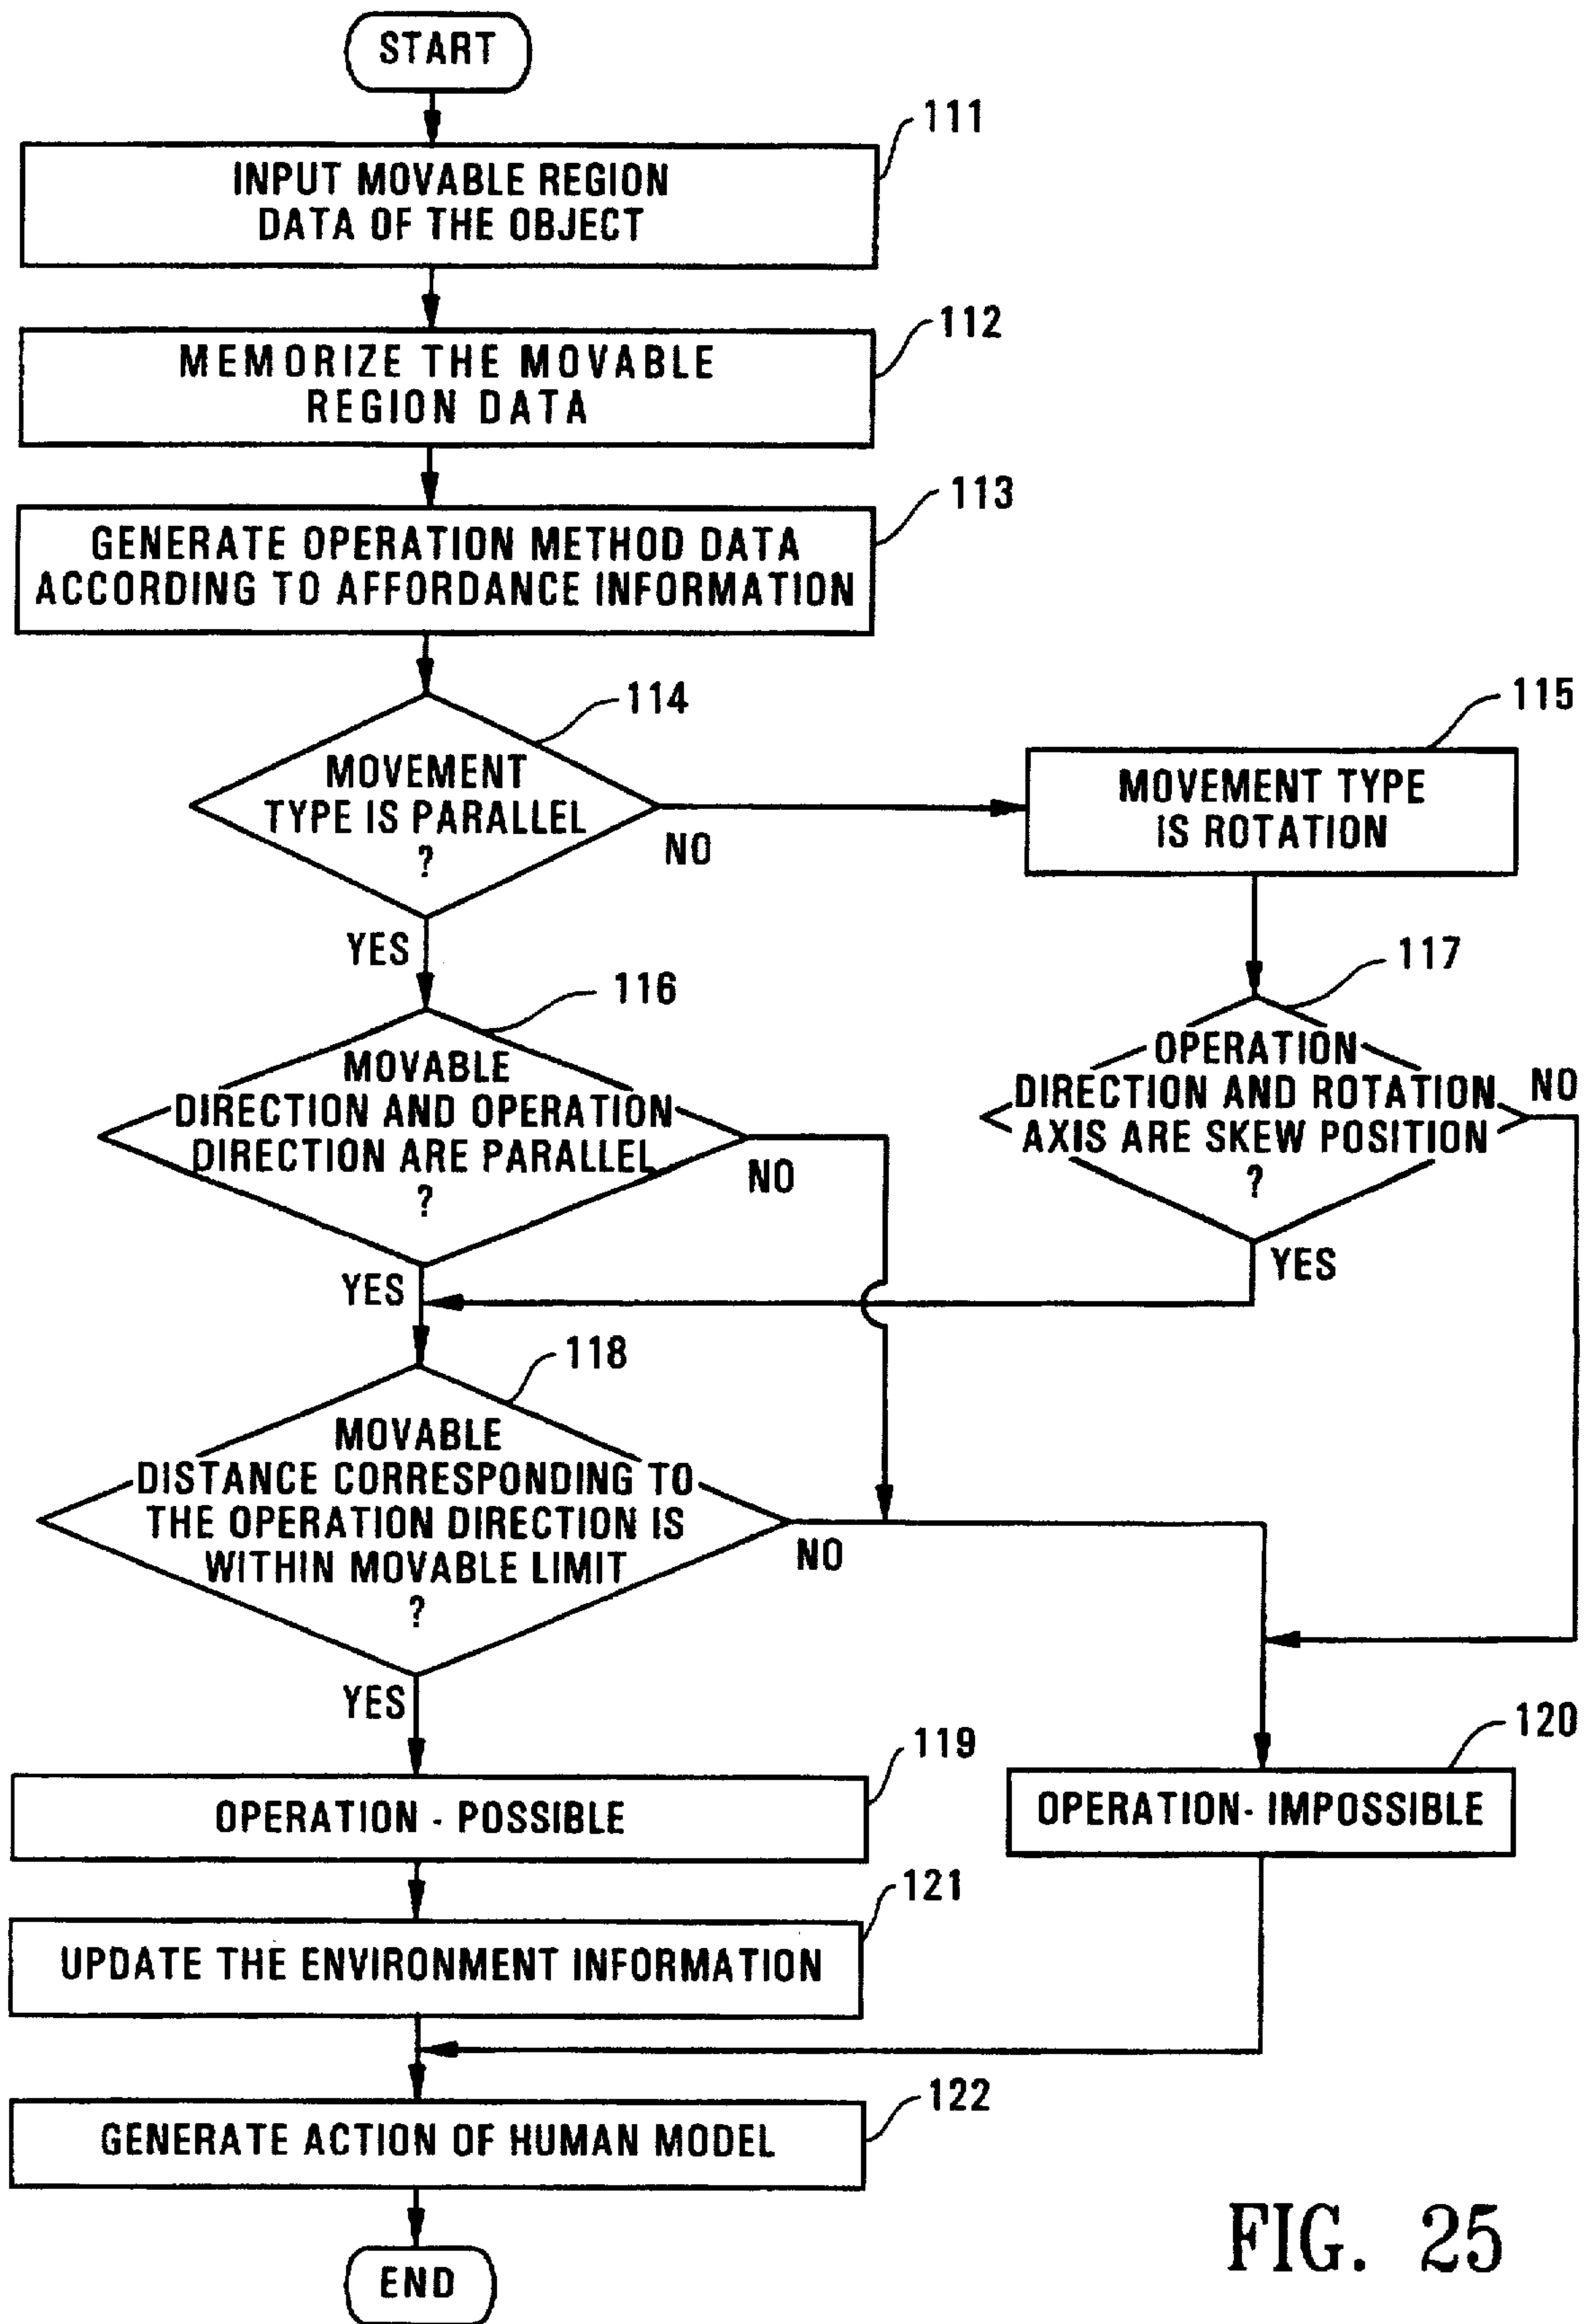 START
111
INPUT MOVABLE REGION
DATA OF THE OBJECT
112
MEMORIZE THE MOVABLE
REGION DATA
113
GENERATE OPERATION METHOD DATA
ACCORDING TO AFFORDANCE INFORMATION
114
MOVEMENT
TYPE IS PARALLEL
?
NO
YES
115
MOVEMENT TYPE
IS ROTATION
116
MOVABLE
DIRECTION AND OPERATION
DIRECTION ARE PARALLEL
?
NO
YES
117
OPERATION
DIRECTION AND ROTATION
AXIS ARE SKEW POSITION
?
NO
YES
118
MOVABLE
DISTANCE CORRESPONDING TO
THE OPERATION DIRECTION IS
WITHIN MOVABLE LIMIT
?
NO
YES
119
OPERATION - POSSIBLE
120
OPERATION- IMPOSSIBLE
121
UPDATE THE ENVIRONMENT INFORMATION
122
GENERATE ACTION OF HUMAN MODEL
END
FIG. 25